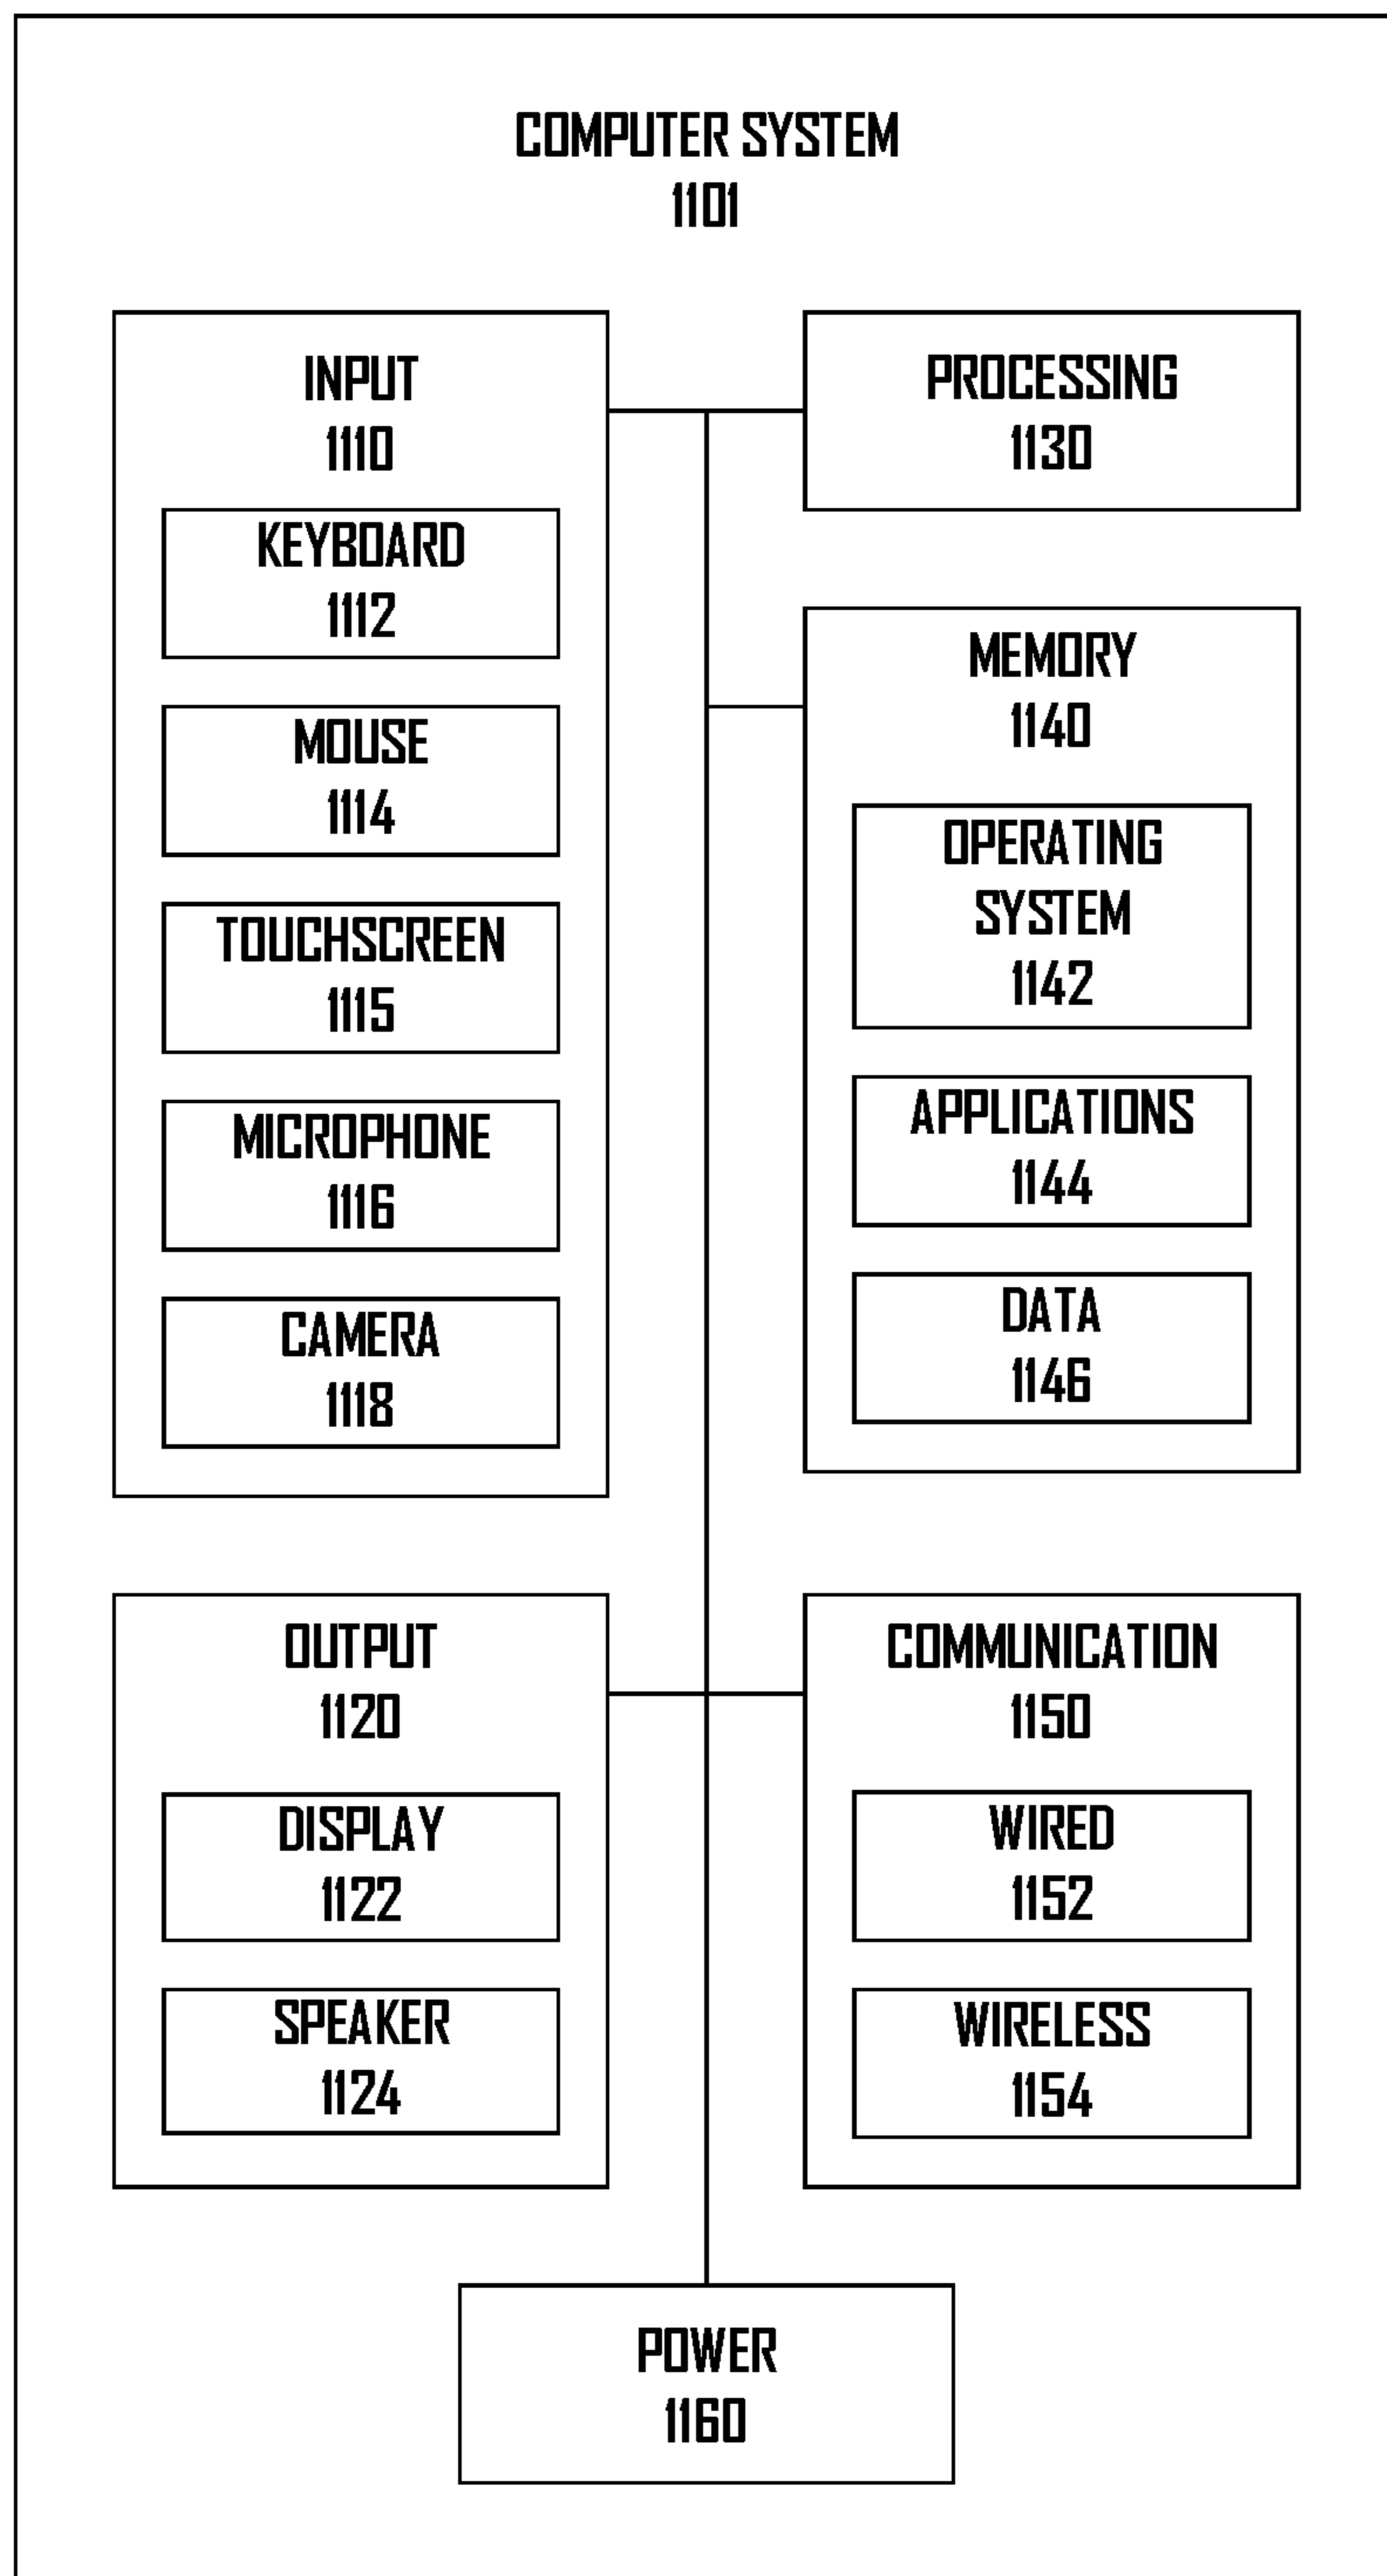 COMPUTER SYSTEM
1101
INPUT
1110
KEYBOARD
1112
MOUSE
1114
TOUCHSCREEN
1115
MICROPHONE
1116
CAMERA
1118
PROCESSING
1130
MEMORY
1140
OPERATING
SYSTEM
1142
APPLICATIONS
1144
DATA
1146
OUTPUT
1120
DISPLAY
1122
SPEAKER
1124
COMMUNICATION
1150
WIRED
1152
WIRELESS
1154
POWER
1160